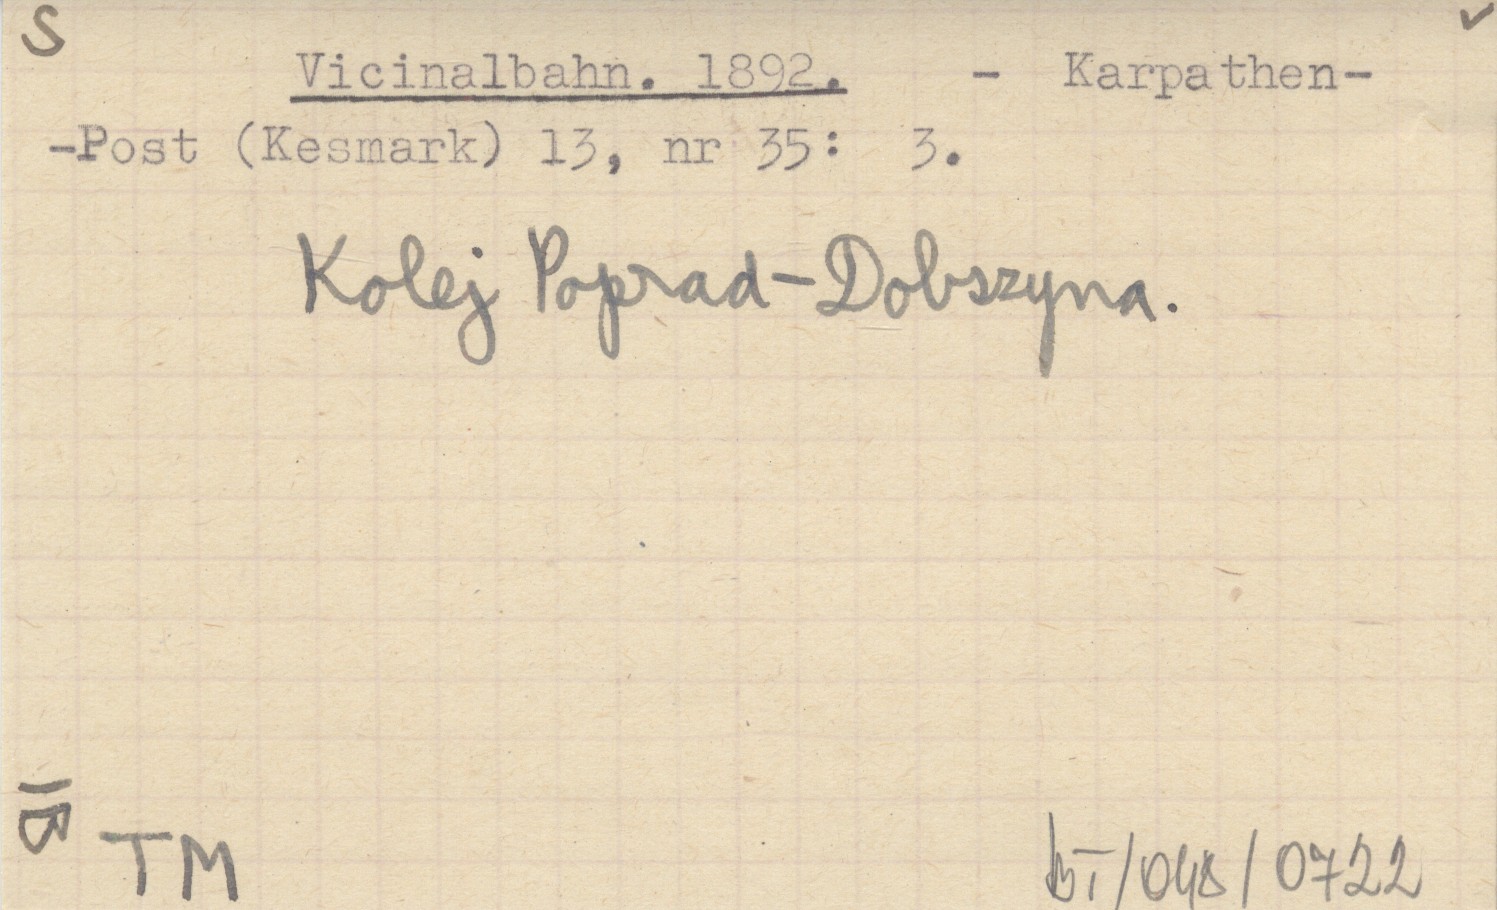 S
Vicinalbahn. 1892. - Karpathen-
-Post (Kesmark) 13, nr 35: 3.
Kolej Poprad-Dobszyna.
TM
bT/048/0722